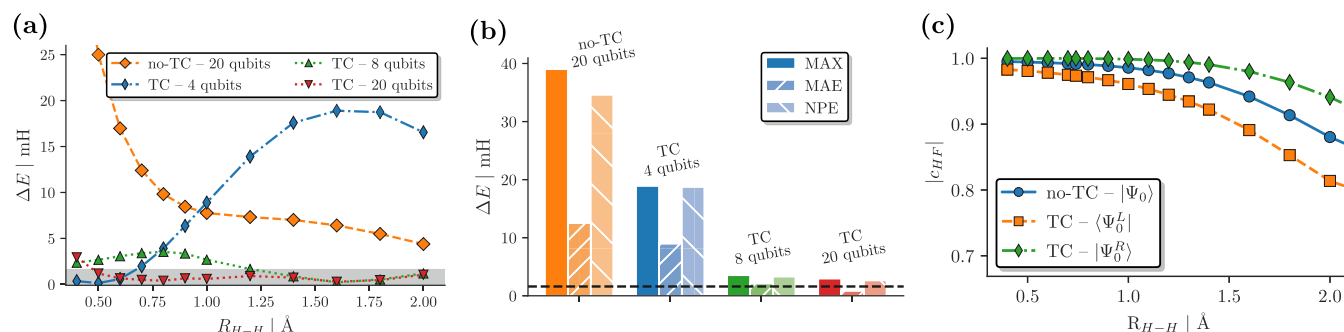 (a)
25
20
15
10
5
0
ΔE | mH
no-TC – 20 qubits
TC – 4 qubits
TC – 8 qubits
TC – 20 qubits
0.50 0.75 1.00 1.25 1.50 1.75 2.00
R_{H−H} | Å
(b)
40
30
20
10
0
ΔE | mH
no-TC
20 qubits
TC
4 qubits
TC
8 qubits
TC
20 qubits
MAX
MAE
NPE
(c)
1.0
0.9
0.8
0.7
|c_{HF}|
no-TC – |Ψ₀⟩
TC – ⟨Ψ₀^L|
TC – |Ψ₀^R⟩
0.5 1.0 1.5 2.0
R_{H−H} | Å